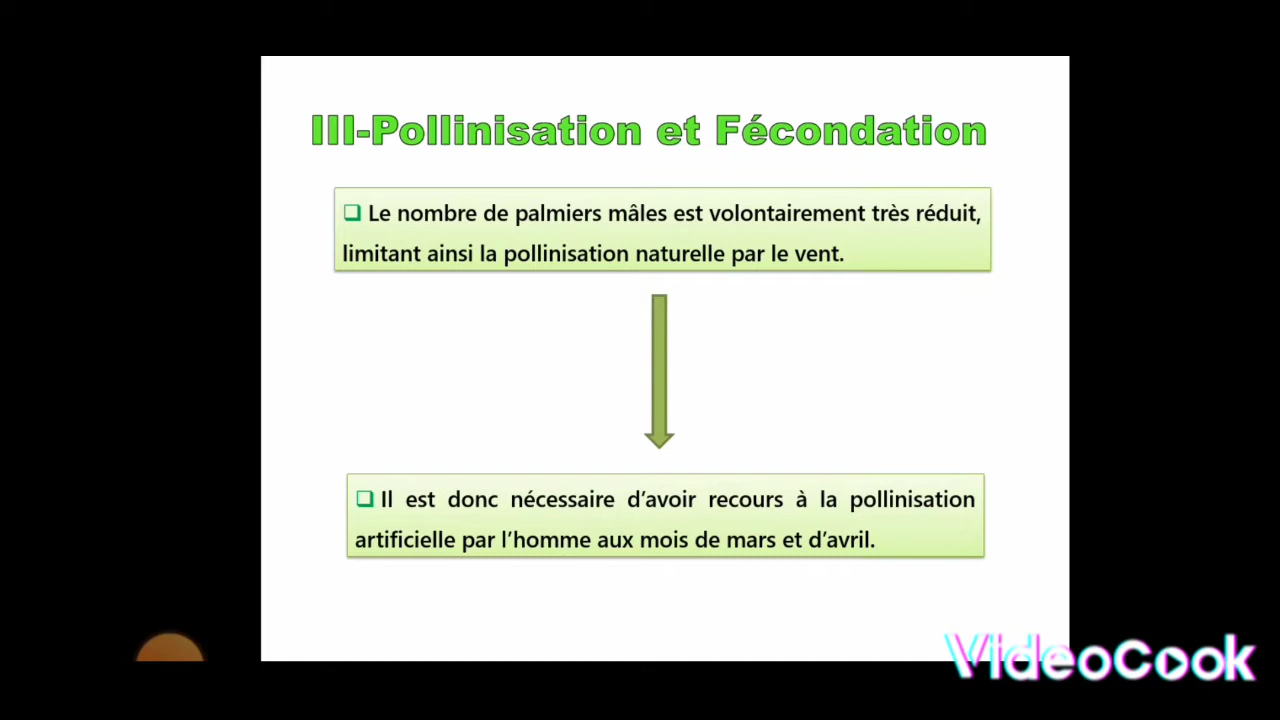 III-Pollinisation et Fécondation
❑ Le nombre de palmiers mâles est volontairement très réduit,
limitant ainsi la pollinisation naturelle par le vent.
❑ Il est donc nécessaire d’avoir recours à la pollinisation
artificielle par l’homme aux mois de mars et d’avril.
VideoCook